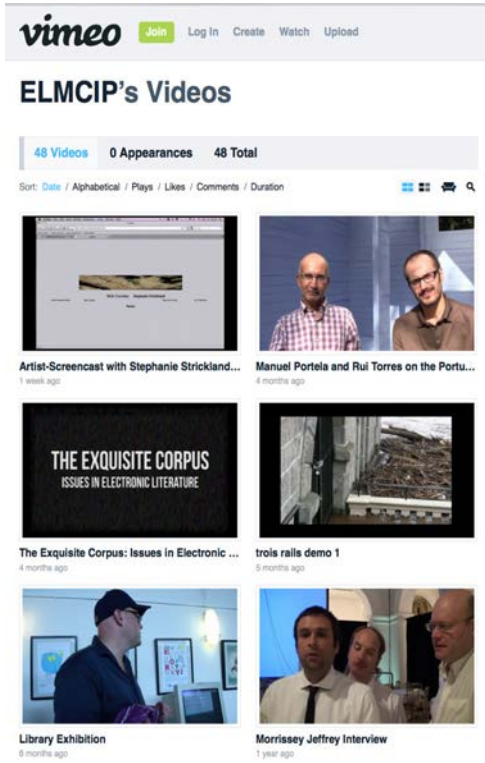 vimeo Join Log In Create Watch Upload
ELMCIP's Videos
48 Videos 0 Appearances 48 Total
Sort: Date / Alphabetical / Plays / Likes / Comments / Duration
Artist-Screencast with Stephanie Strickland... Manuel Portela and Rui Torres on the Portu...
1 week ago 4 months ago
THE EXQUISITE CORPUS
ISSUES IN ELECTRONIC LITERATURE
The Exquisite Corpus: Issues in Electronic ... trois rails demo 1
4 months ago 5 months ago
Library Exhibition Morrissey Jeffrey Interview
6 months ago 1 year ago